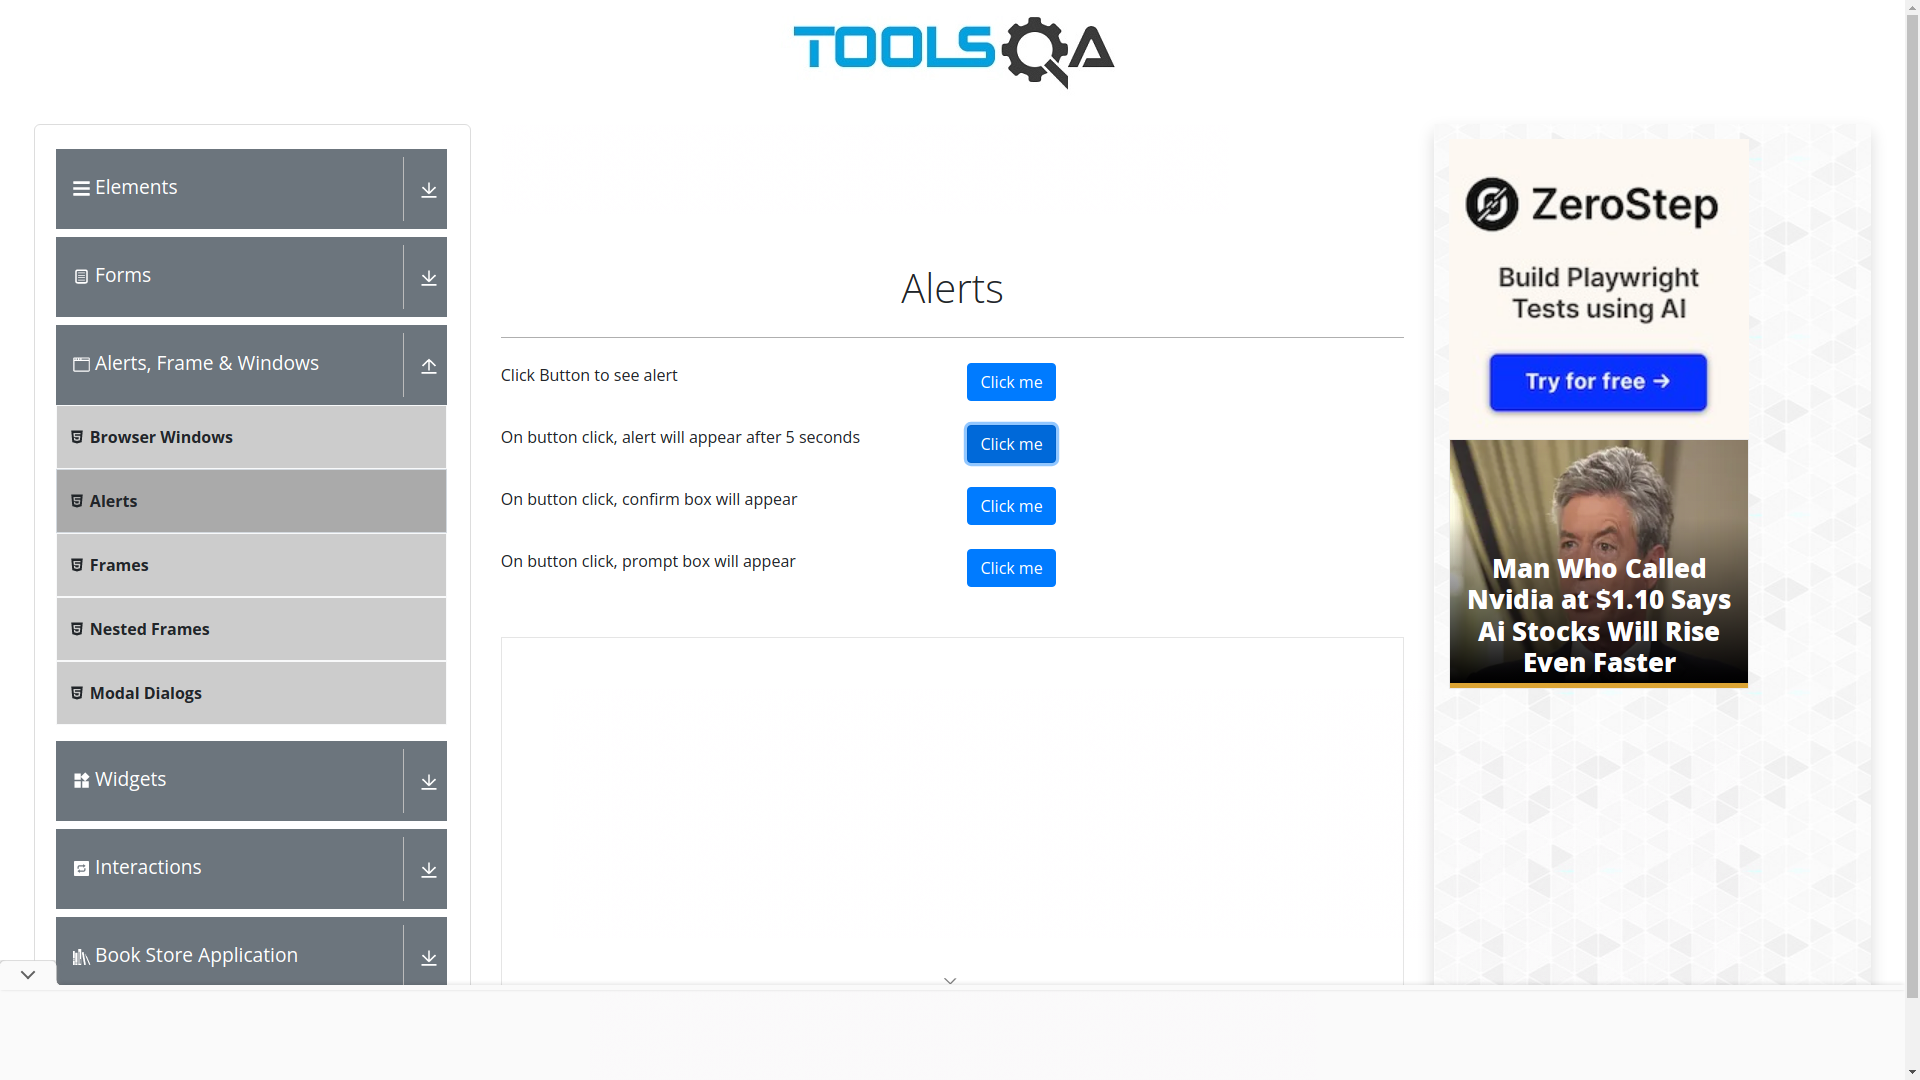 TOOLSQA
Elements
Forms
Alerts, Frame & Windows
Browser Windows
Alerts
Frames
Nested Frames
Modal Dialogs
Widgets
Interactions
Book Store Application
Alerts
Click Button to see alert
Click me
On button click, alert will appear after 5 seconds
Click me
On button click, confirm box will appear
Click me
On button click, prompt box will appear
Click me
ZeroStep
Build Playwright
Tests using AI
Try for free →
Man Who Called
Nvidia at $1.10 Says
Ai Stocks Will Rise
Even Faster